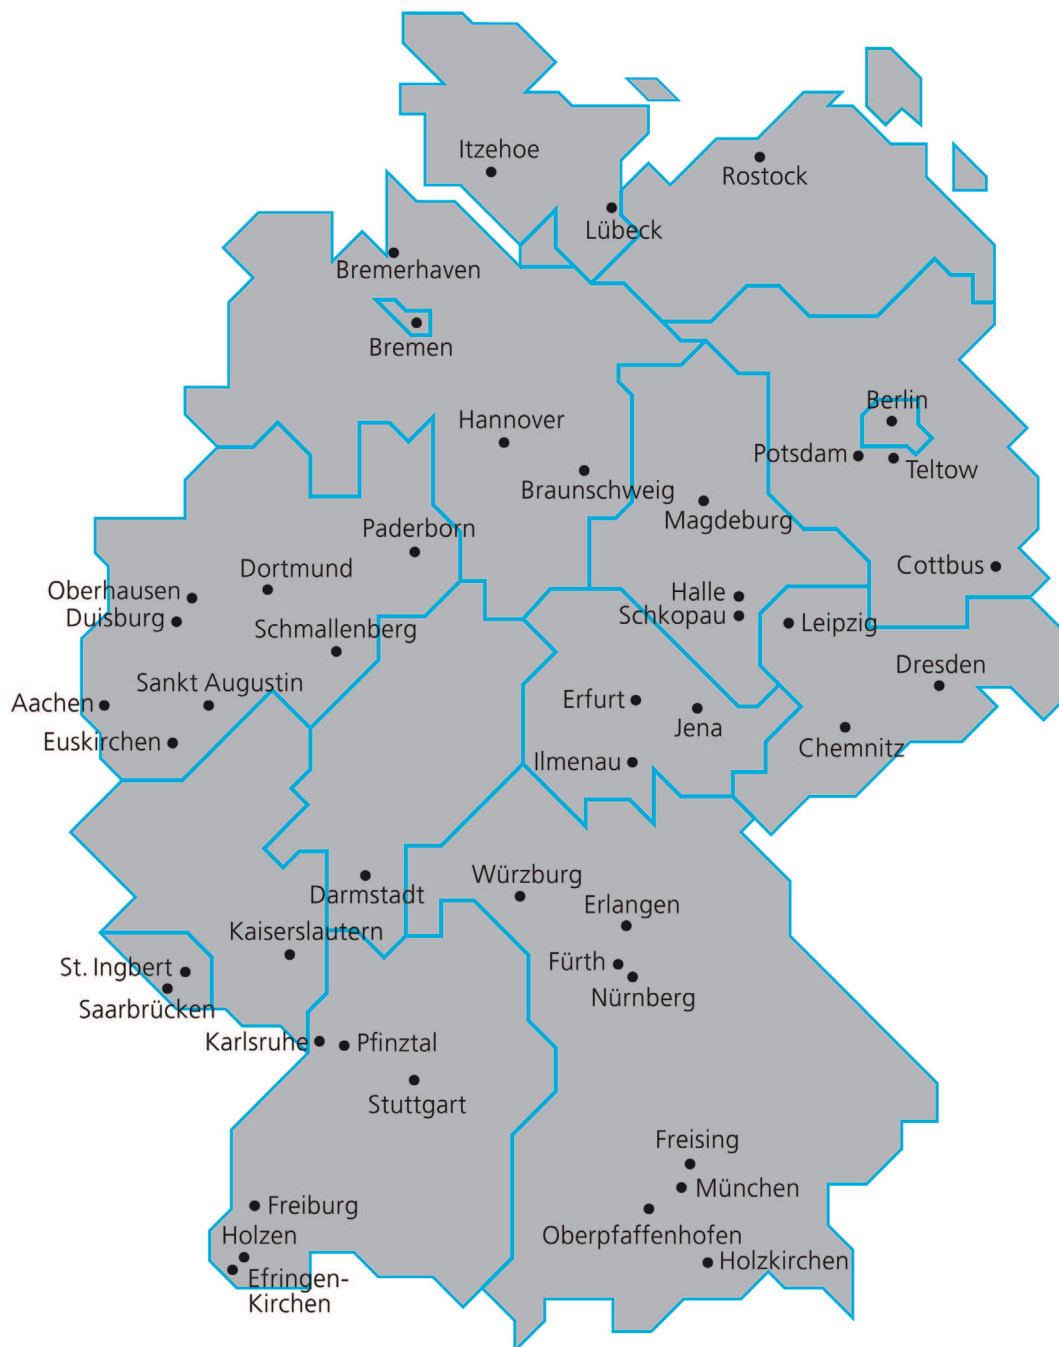 Itzehoe
Rostock
Lübeck
Bremerhaven
Bremen
Berlin
Hannover
Potsdam
Teltow
Braunschweig
Magdeburg
Paderborn
Cottbus
Dortmund
Oberhausen
Halle
Duisburg
Schkopau
Leipzig
Schmallenberg
Dresden
Sankt Augustin
Aachen
Erfurt
Jena
Euskirchen
Chemnitz
Ilmenau
Würzburg
Darmstadt
Erlangen
Kaiserslautern
St. Ingbert
Fürth
Nürnberg
Saarbrücken
Karlsruhe
Pfinztal
Stuttgart
Freising
München
Freiburg
Oberpfaffenhofen
Holzen
Holzkirchen
Efringen-
Kirchen